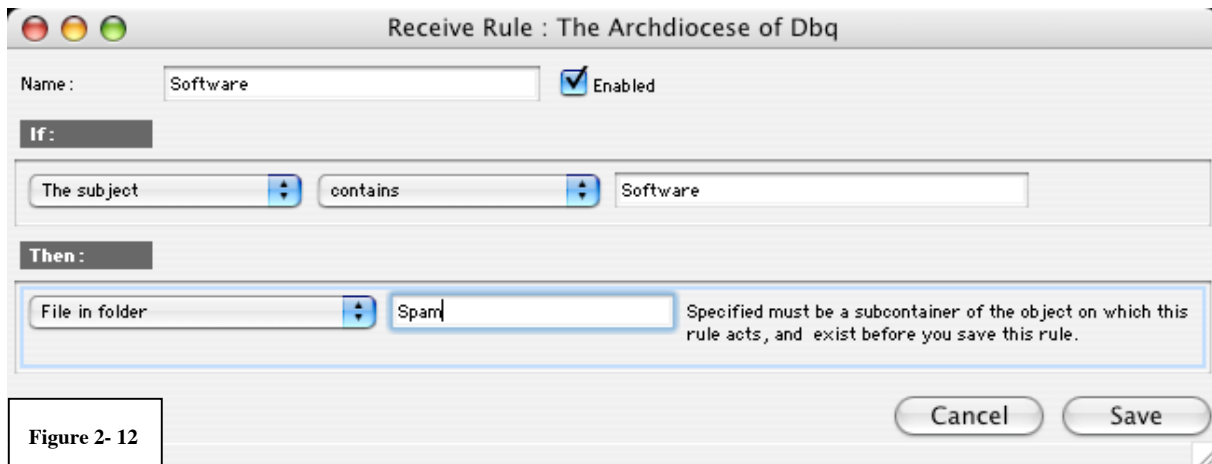 Receive Rule : The Archdiocese of Dbq
Name: Software Enabled
If:
The subject contains Software
Then:
File in folder Spam Specified must be a subcontainer of the object on which this
rule acts, and exist before you save this rule.
Cancel Save
Figure 2- 12